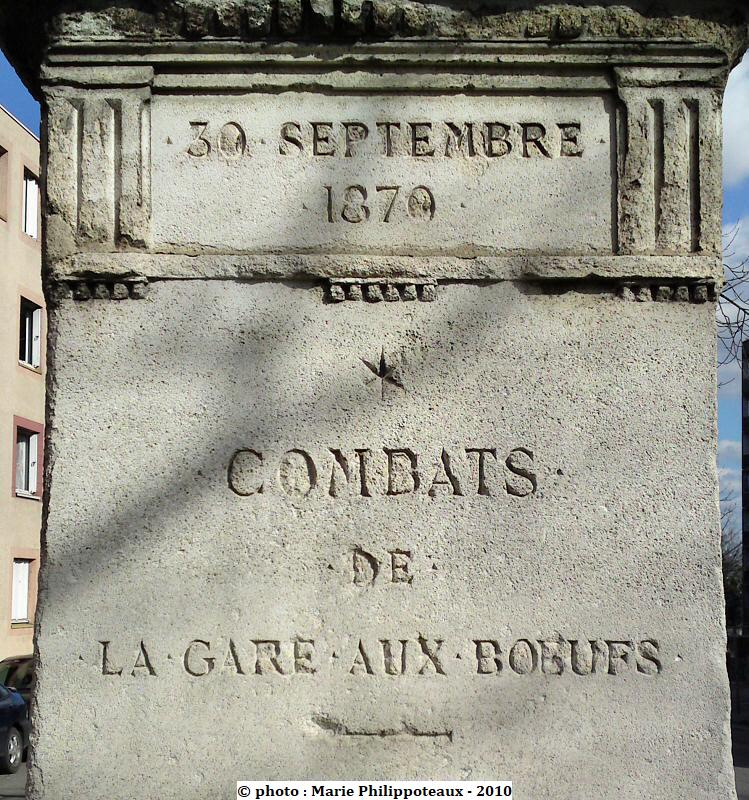 · 30 · SEPTEMBRE ·
· 1870 ·
· COMBATS ·
· DE ·
· LA · GARE · AUX · BOEUFS ·
© photo : Marie Philippoteaux - 2010